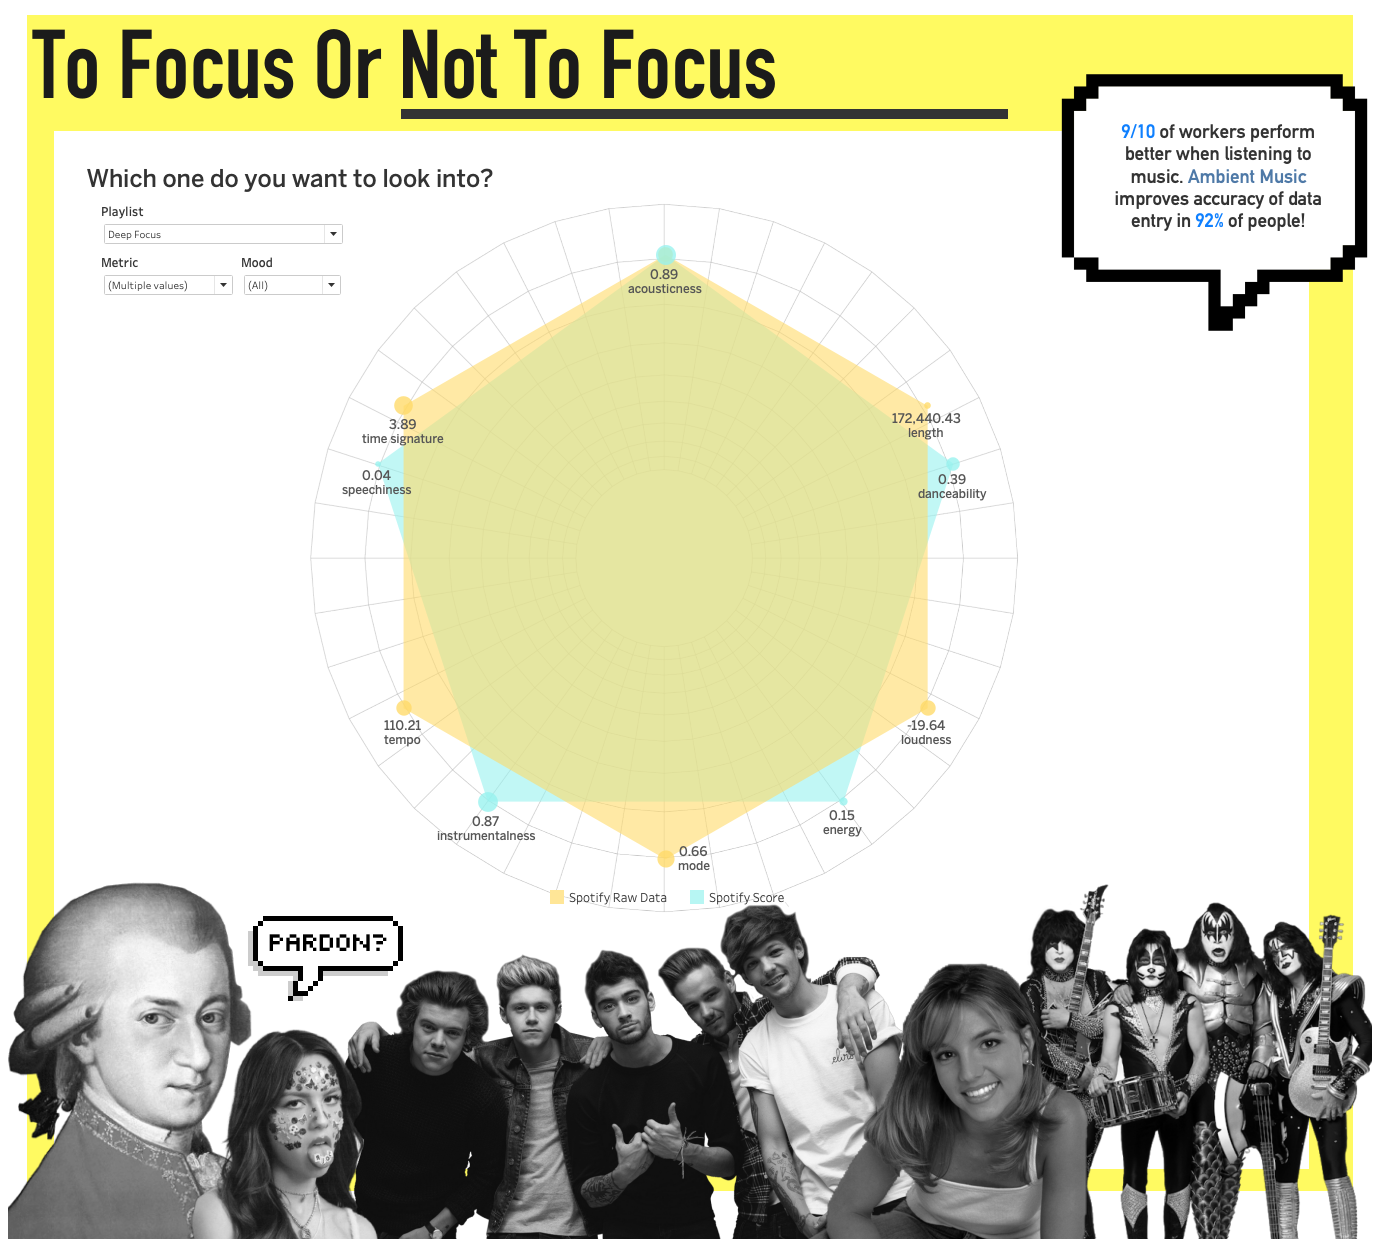 To Focus Or Not To Focus
9/10 of workers perform
better when listening to
music. Ambient Music
improves accuracy of data
entry in 92% of people!
Which one do you want to look into?
Playlist
Deep Focus
Metric
Mood
(Multiple values)
(All)
0.89
acousticness
3.89
time signature
172,440.43
length
0.04
speechiness
0.39
danceability
110.21
tempo
-19.64
loudness
0.87
instrumentalness
0.15
energy
0.66
mode
Spotify Raw Data
Spotify Score
PARDON?